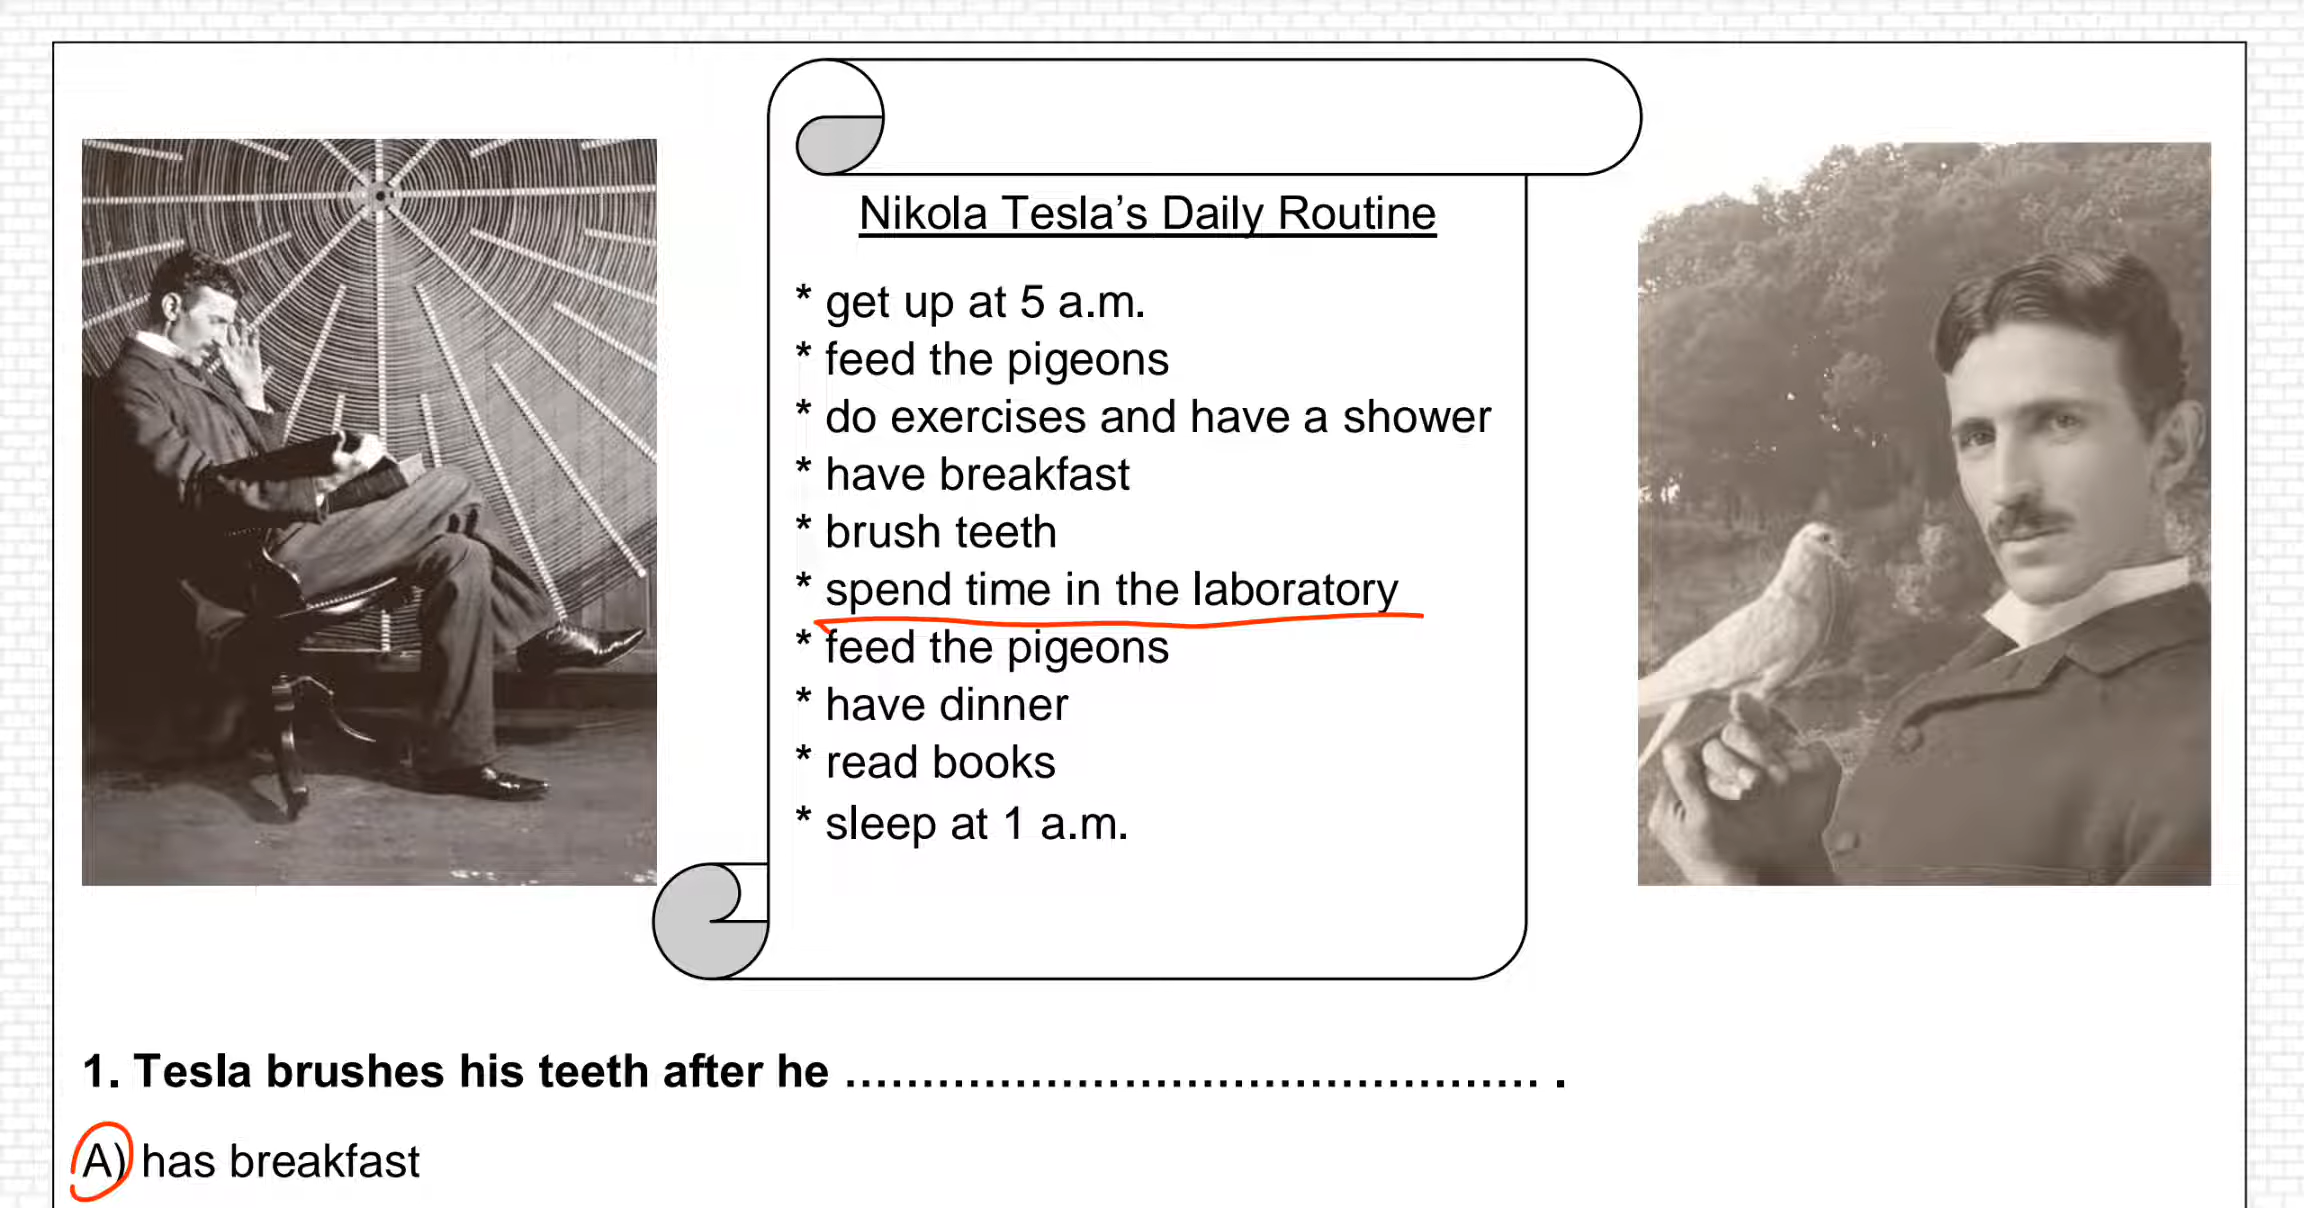 Nikola Tesla’s Daily Routine
* get up at 5 a.m.
* feed the pigeons
* do exercises and have a shower
* have breakfast
* brush teeth
* spend time in the laboratory
* feed the pigeons
* have dinner
* read books
* sleep at 1 a.m.
1. Tesla brushes his teeth after he ............................................. .
A) has breakfast